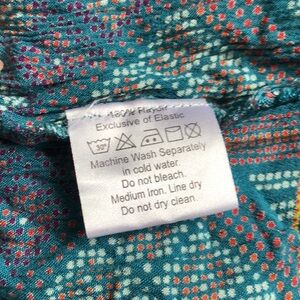 100% Rayon
Exclusive of Elastic
30°
Machine Wash Separately
in cold water.
Do not bleach.
Medium Iron. Line dry
Do not dry clean.